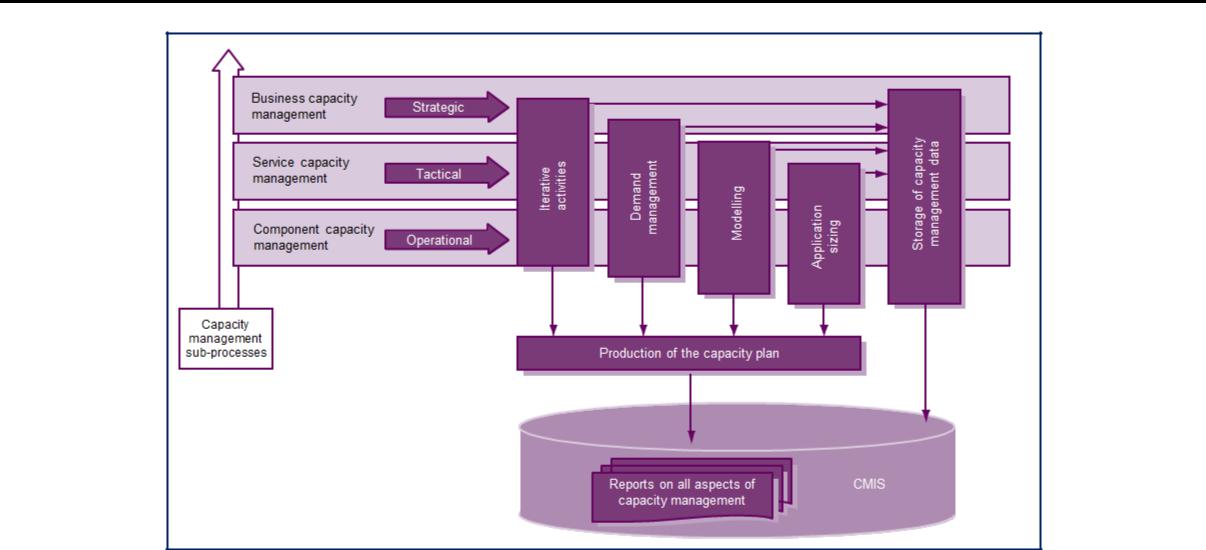 Business capacity
management
Strategic
Service capacity
management
Tactical
Component capacity
management
Operational
Iterative
activities
Demand
management
Modelling
Application
sizing
Storage of capacity
management data
Capacity
management
sub-processes
Production of the capacity plan
Reports on all aspects of
capacity management
CMIS